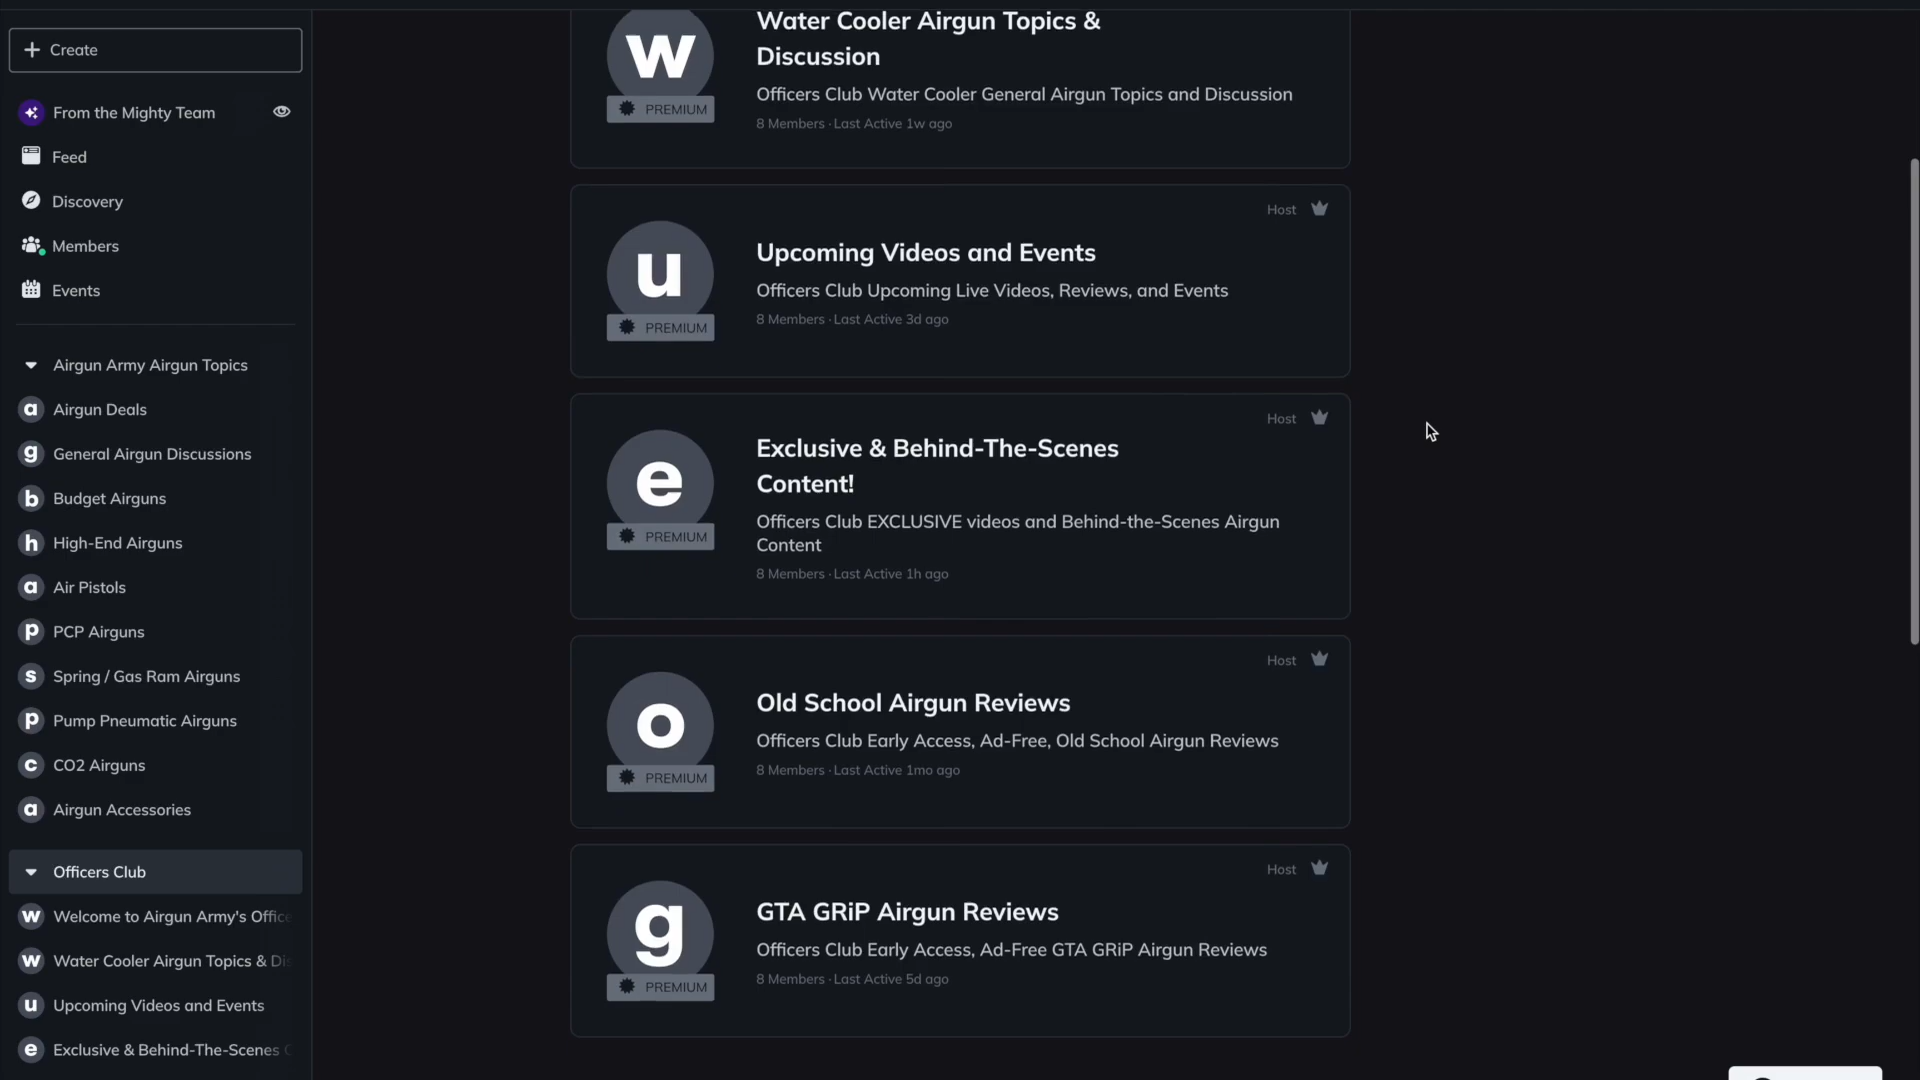 Create
From the Mighty Team
Feed
Discovery
Members
Events
Airgun Army Airgun Topics
a Airgun Deals
g General Airgun Discussions
b Budget Airguns
h High-End Airguns
a Air Pistols
p PCP Airguns
s Spring / Gas Ram Airguns
p Pump Pneumatic Airguns
c CO2 Airguns
a Airgun Accessories
Officers Club
w Welcome to Airgun Army's Office
w Water Cooler Airgun Topics & Dis
u Upcoming Videos and Events
e Exclusive & Behind-The-Scenes C
w
PREMIUM
Water Cooler Airgun Topics &
Discussion
Officers Club Water Cooler General Airgun Topics and Discussion
8 Members · Last Active 1w ago
Host
u
PREMIUM
Upcoming Videos and Events
Officers Club Upcoming Live Videos, Reviews, and Events
8 Members · Last Active 3d ago
Host
e
PREMIUM
Exclusive & Behind-The-Scenes
Content!
Officers Club EXCLUSIVE videos and Behind-the-Scenes Airgun
Content
8 Members · Last Active 1h ago
Host
o
PREMIUM
Old School Airgun Reviews
Officers Club Early Access, Ad-Free, Old School Airgun Reviews
8 Members · Last Active 1mo ago
Host
g
PREMIUM
GTA GRiP Airgun Reviews
Officers Club Early Access, Ad-Free GTA GRiP Airgun Reviews
8 Members · Last Active 5d ago